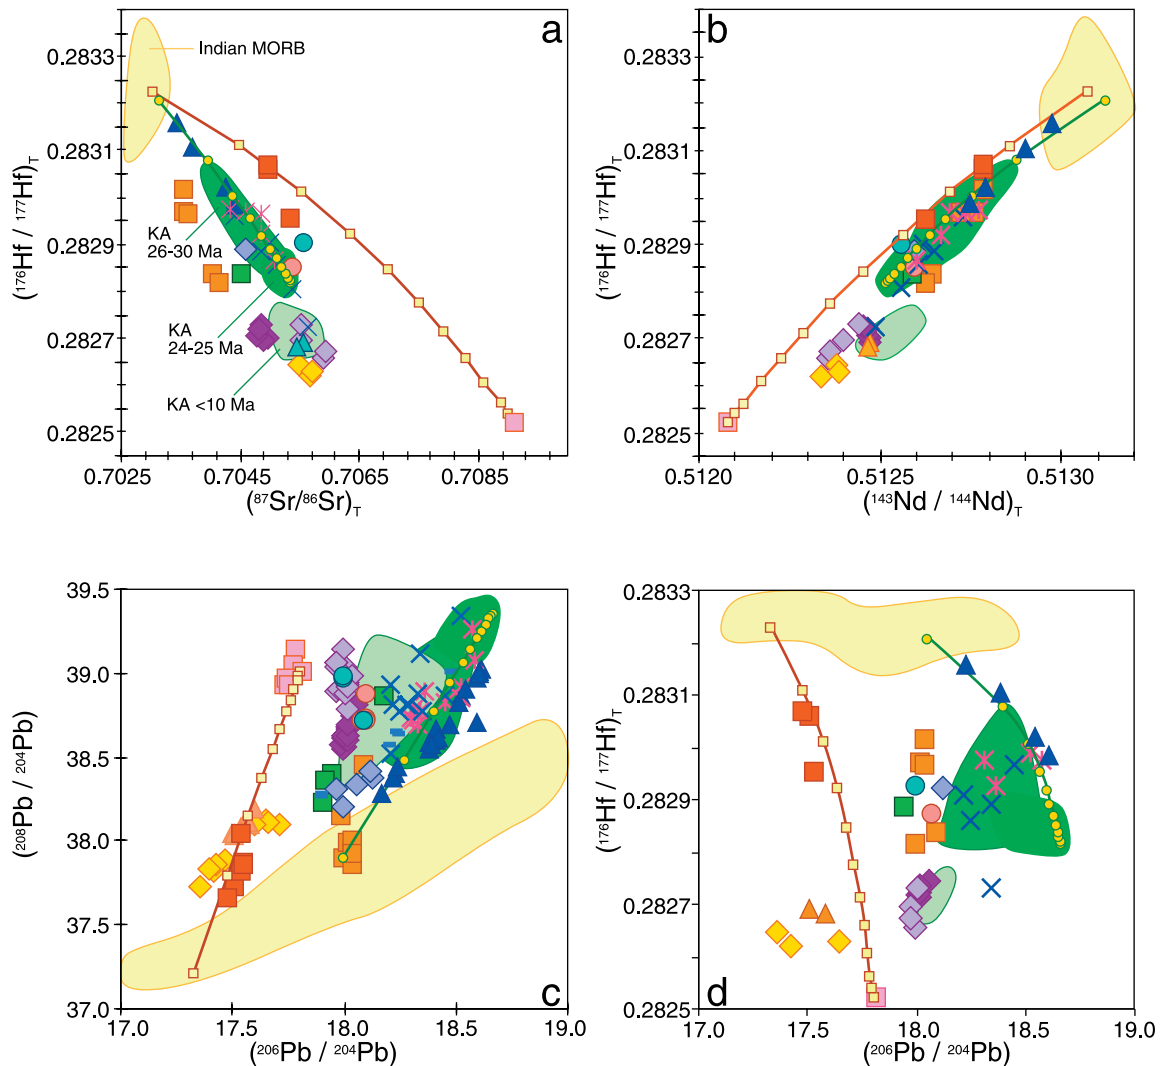 a
0.2833
0.2831
0.2829
0.2827
0.2825
(¹⁷⁶Hf / ¹⁷⁷Hf)T
Indian MORB
KA
26-30 Ma
KA
24-25 Ma
KA <10 Ma
0.7025
0.7045
0.7065
0.7085
(⁸⁷Sr/⁸⁶Sr)T
b
0.2833
0.2831
0.2829
0.2827
0.2825
(¹⁷⁶Hf / ¹⁷⁷Hf)T
0.5120
0.5125
0.5130
(¹⁴³Nd / ¹⁴⁴Nd)T
39.5
39.0
38.5
38.0
37.5
37.0
(²⁰⁸Pb / ²⁰⁴Pb)
c
17.0
17.5
18.0
18.5
19.0
(²⁰⁶Pb / ²⁰⁴Pb)
0.2833
0.2831
0.2829
0.2827
0.2825
(¹⁷⁶Hf / ¹⁷⁷Hf)T
d
17.0
17.5
18.0
18.5
19.0
(²⁰⁶Pb / ²⁰⁴Pb)